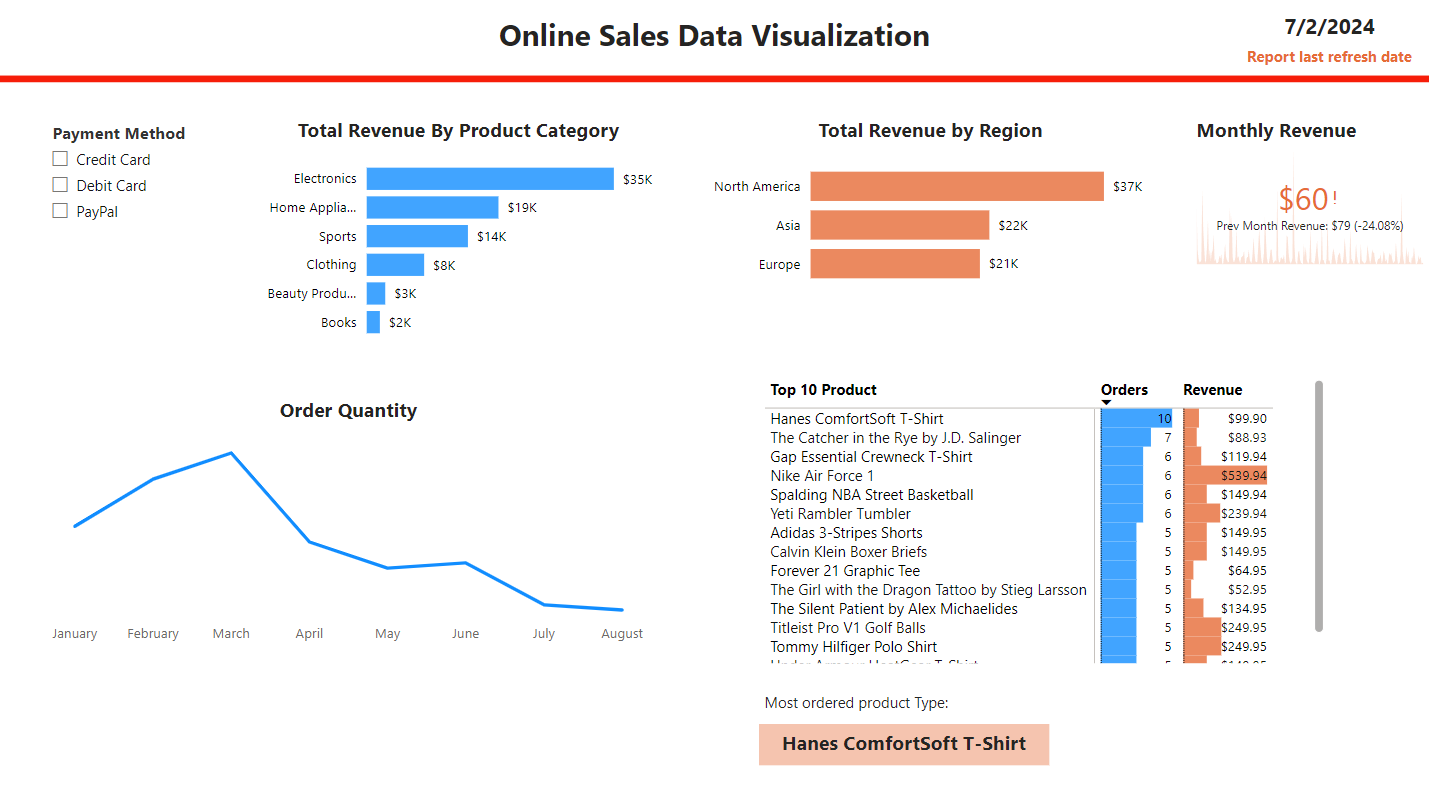 Online Sales Data Visualization
7/2/2024
Report last refresh date
Payment Method
Credit Card
Debit Card
PayPal
Total Revenue By Product Category
Electronics $35K
Home Applia... $19K
Sports $14K
Clothing $8K
Beauty Produ... $3K
Books $2K
Total Revenue by Region
North America $37K
Asia $22K
Europe $21K
Monthly Revenue
$60!
Prev Month Revenue: $79 (-24.08%)
Order Quantity
January February March April May June July August
Top 10 Product Orders Revenue
Hanes ComfortSoft T-Shirt 10 $99.90
The Catcher in the Rye by J.D. Salinger 7 $88.93
Gap Essential Crewneck T-Shirt 6 $119.94
Nike Air Force 1 6 $539.94
Spalding NBA Street Basketball 6 $149.94
Yeti Rambler Tumbler 6 $239.94
Adidas 3-Stripes Shorts 5 $149.95
Calvin Klein Boxer Briefs 5 $149.95
Forever 21 Graphic Tee 5 $64.95
The Girl with the Dragon Tattoo by Stieg Larsson 5 $52.95
The Silent Patient by Alex Michaelides 5 $134.95
Titleist Pro V1 Golf Balls 5 $249.95
Tommy Hilfiger Polo Shirt 5 $249.95
Most ordered product Type:
Hanes ComfortSoft T-Shirt